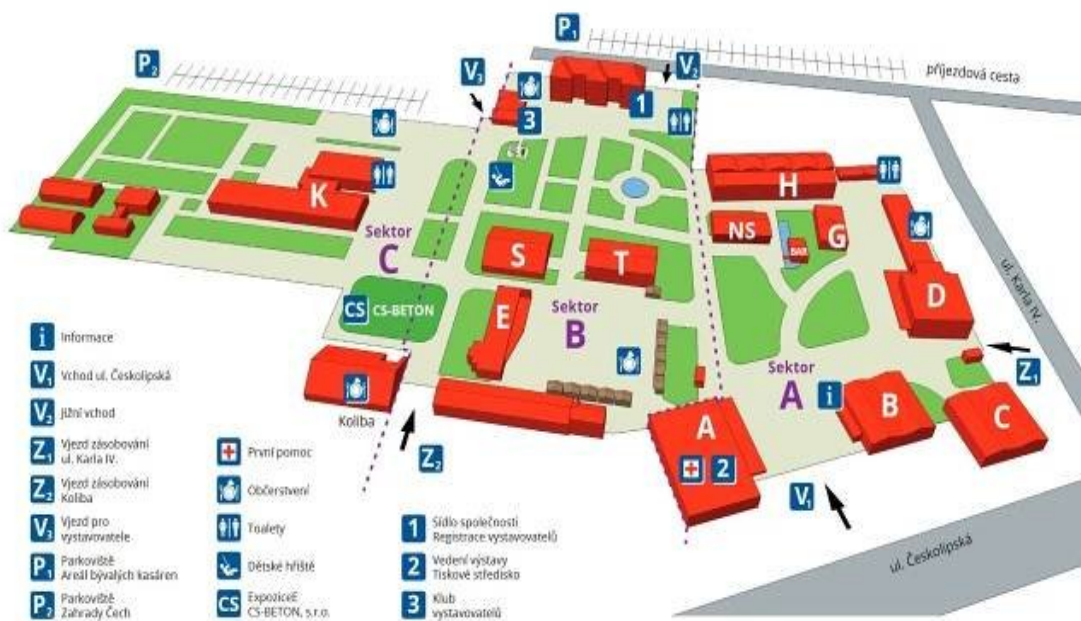 P1
příjezdová cesta
P2
V3
V2
1
3
H
K
NS
G
BAR
ul. Karla IV.
Sektor
C
S
T
D
CS CS-BETON
E
Sektor
B
Z1
Sektor
A
i
B
C
A
2
Koliba
Z2
V1
ul. Českolipská
i Informace
V1 Vchod ul. Českolipská
V2 Jižní vchod
Z1 Vjezd zásobování
ul. Karla IV.
Z2 Vjezd zásobování
Koliba
V3 Vjezd pro
vystavovatele
P1 Parkoviště
Areál bývalých kasáren
P2 Parkoviště
Zahrady Čech
První pomoc
Občerstvení
Toalety
Dětské hřiště
CS ExpoziceE
CS-BETON, s.r.o.
1 Sídlo společnosti
Registrace vystavovatelů
2 Vedení výstavy
Tiskové středisko
3 Klub
vystavovatelů